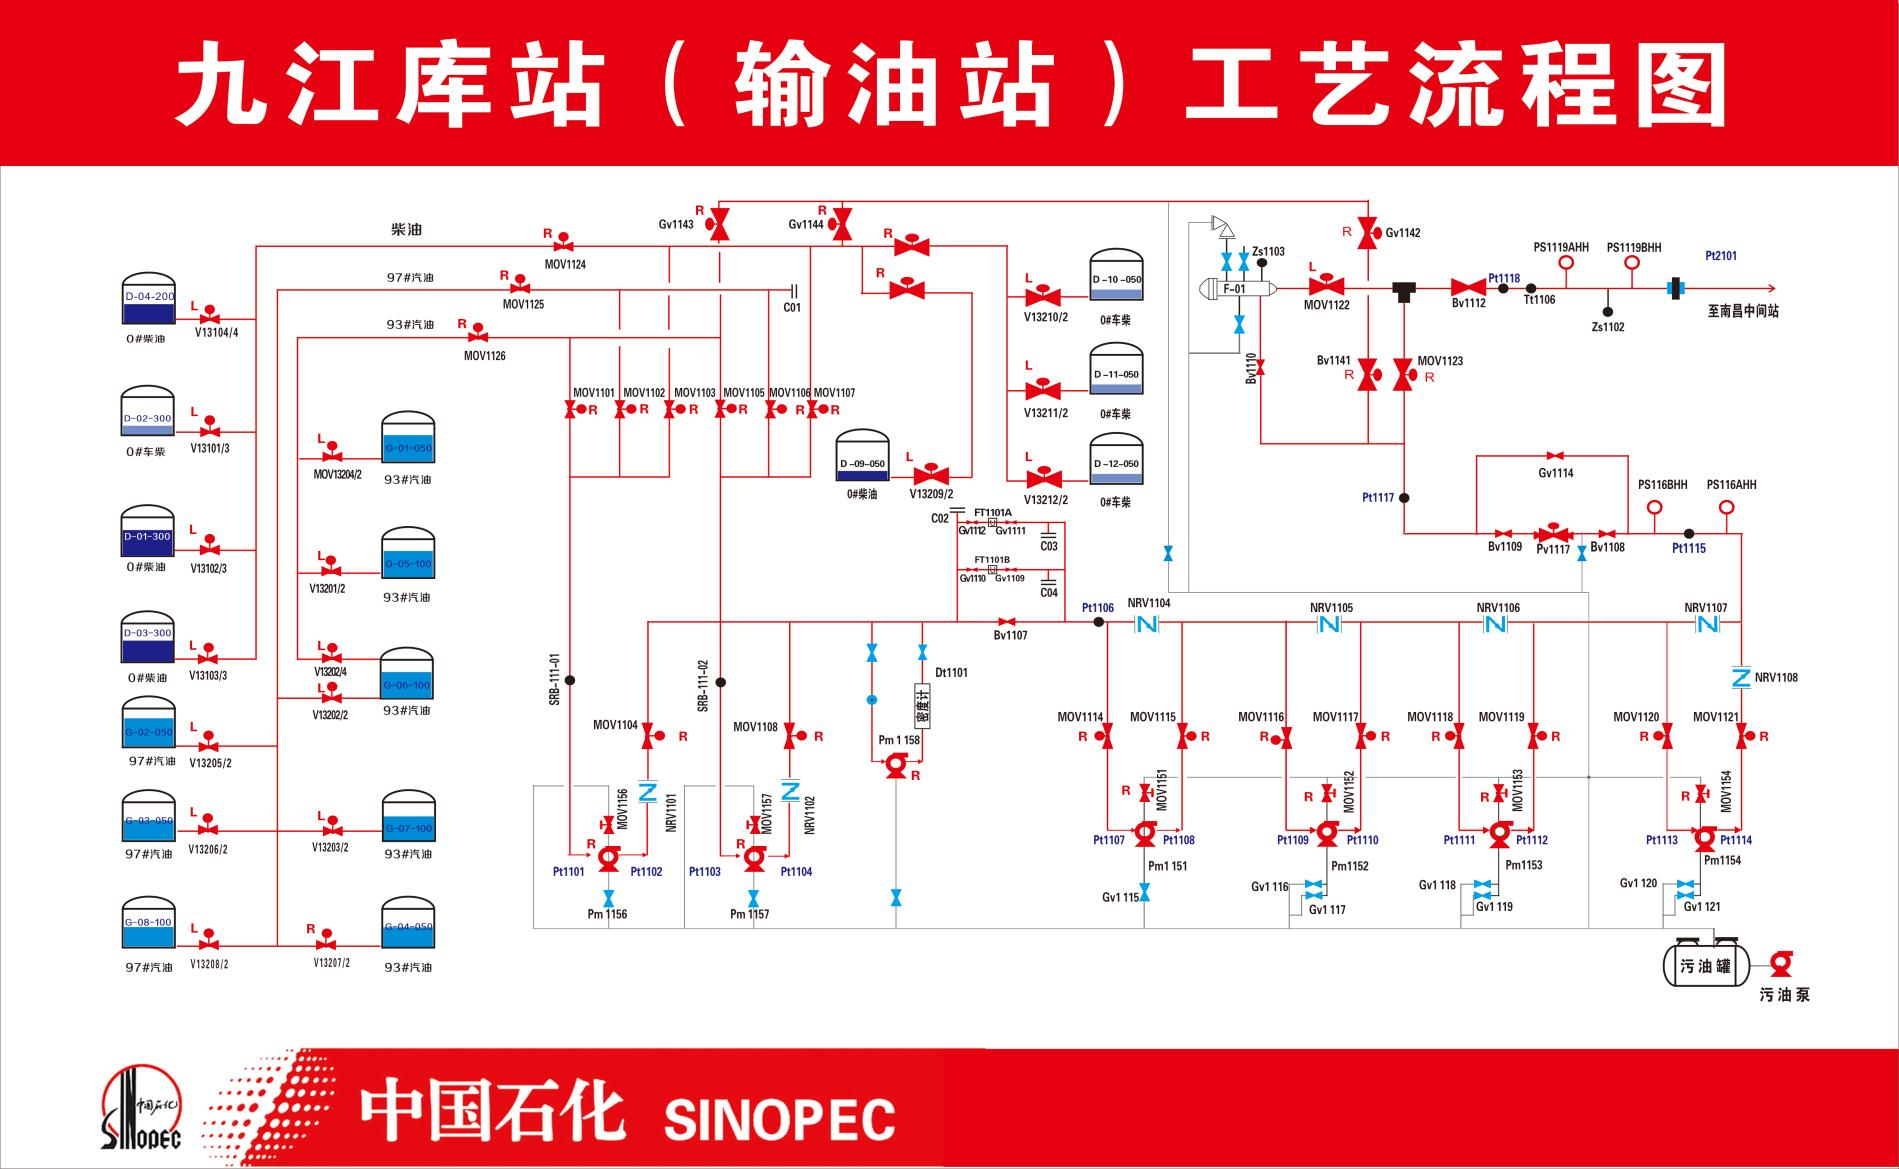 九江库站（输油站）工艺流程图
柴油
97#汽油
93#汽油
R
MOV1124
R
MOV1125
R
MOV1126
R
Gv1143
R
Gv1144
R
R
C01
D-04-200
0#柴油
L
V13104/4
D-02-300
0#车柴
L
V13101/3
D-01-300
0#柴油
L
V13102/3
D-03-300
0#柴油
L
V13103/3
G-02-050
97#汽油
L
V13205/2
G-03-050
97#汽油
L
V13206/2
G-08-100
97#汽油
L
V13208/2
L
MOV13204/2
G-01-050
93#汽油
L
V13201/2
G-05-100
93#汽油
V13202/4
L
V13202/2
G-06-100
93#汽油
L
V13203/2
G-07-100
93#汽油
R
V13207/2
G-04-050
93#汽油
MOV1101
R
MOV1102
R
MOV1103
R
MOV1105
R
MOV1106
R
MOV1107
R
D-09-050
0#柴油
L
V13209/2
L
V13210/2
D-10-050
0#车柴
L
V13211/2
D-11-050
0#车柴
L
V13212/2
D-12-050
0#车柴
C02
FT1101A
Gv1112
Gv1111
C03
FT1101B
Gv1110
Gv1109
C04
Bv1107
SRB-111-01
SRB-111-02
MOV1104
R
MOV1108
R
MOV1156
NRV1101
R
Pt1101
Pt1102
Pm 1156
MOV1157
NRV1102
R
Pt1103
Pt1104
Pm 1157
Dt1101
密度计
Pm 1 158
R
Zs1103
F-01
L
MOV1122
R
Gv1142
Bv1110
Bv1141
R
MOV1123
R
Bv1112
Pt1118
Tt1106
PS1119AHH
PS1119BHH
Zs1102
Pt2101
至南昌中间站
Pt1117
Gv1114
Bv1109
Pv1117
Bv1108
PS116BHH
PS116AHH
Pt1115
Pt1106
NRV1104
NRV1105
NRV1106
NRV1107
NRV1108
MOV1114
R
MOV1115
R
MOV1116
R
MOV1117
R
MOV1118
R
MOV1119
R
MOV1120
R
MOV1121
R
R
MOV1151
R
MOV1152
R
MOV1153
R
MOV1154
Pt1107
Pt1108
Pt1109
Pt1110
Pt1111
Pt1112
Pt1113
Pt1114
Pm1 151
Pm1152
Pm1153
Pm1154
Gv1 115
Gv1 116
Gv1 117
Gv1 118
Gv1 119
Gv1 120
Gv1 121
污油罐
污油泵
中国石化
SINOPEC
中国石化 SINOPEC